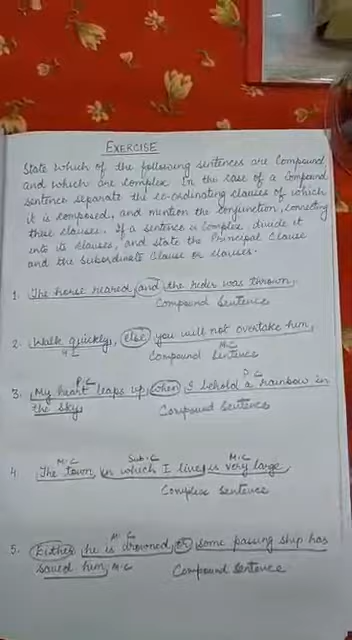 EXERCISE
State which of the following sentences are Compound,
and which are complex. In the case of a compound
sentence separate the co-ordinating clauses of which
it is composed, and mention the conjunction, connecting
these clauses. If a sentence is Complex divide it
into its clauses, and state the Principal Clause
and the Subordinate Clause or clauses.
1. The horse reared, and the rider was thrown.
Compound Sentence
2. Walk quickly, else you will not overtake him.
M.C
Compound Sentence
P.C P.C
3. My heart leaps up when I behold a rainbow in
the sky. Compound Sentence
M.C Sub.C M.C
4. The town, in which I live, is very large.
Complex Sentence
M.C
5. Either he is drowned, or some passing ship has
saved him. M.C Compound Sentence